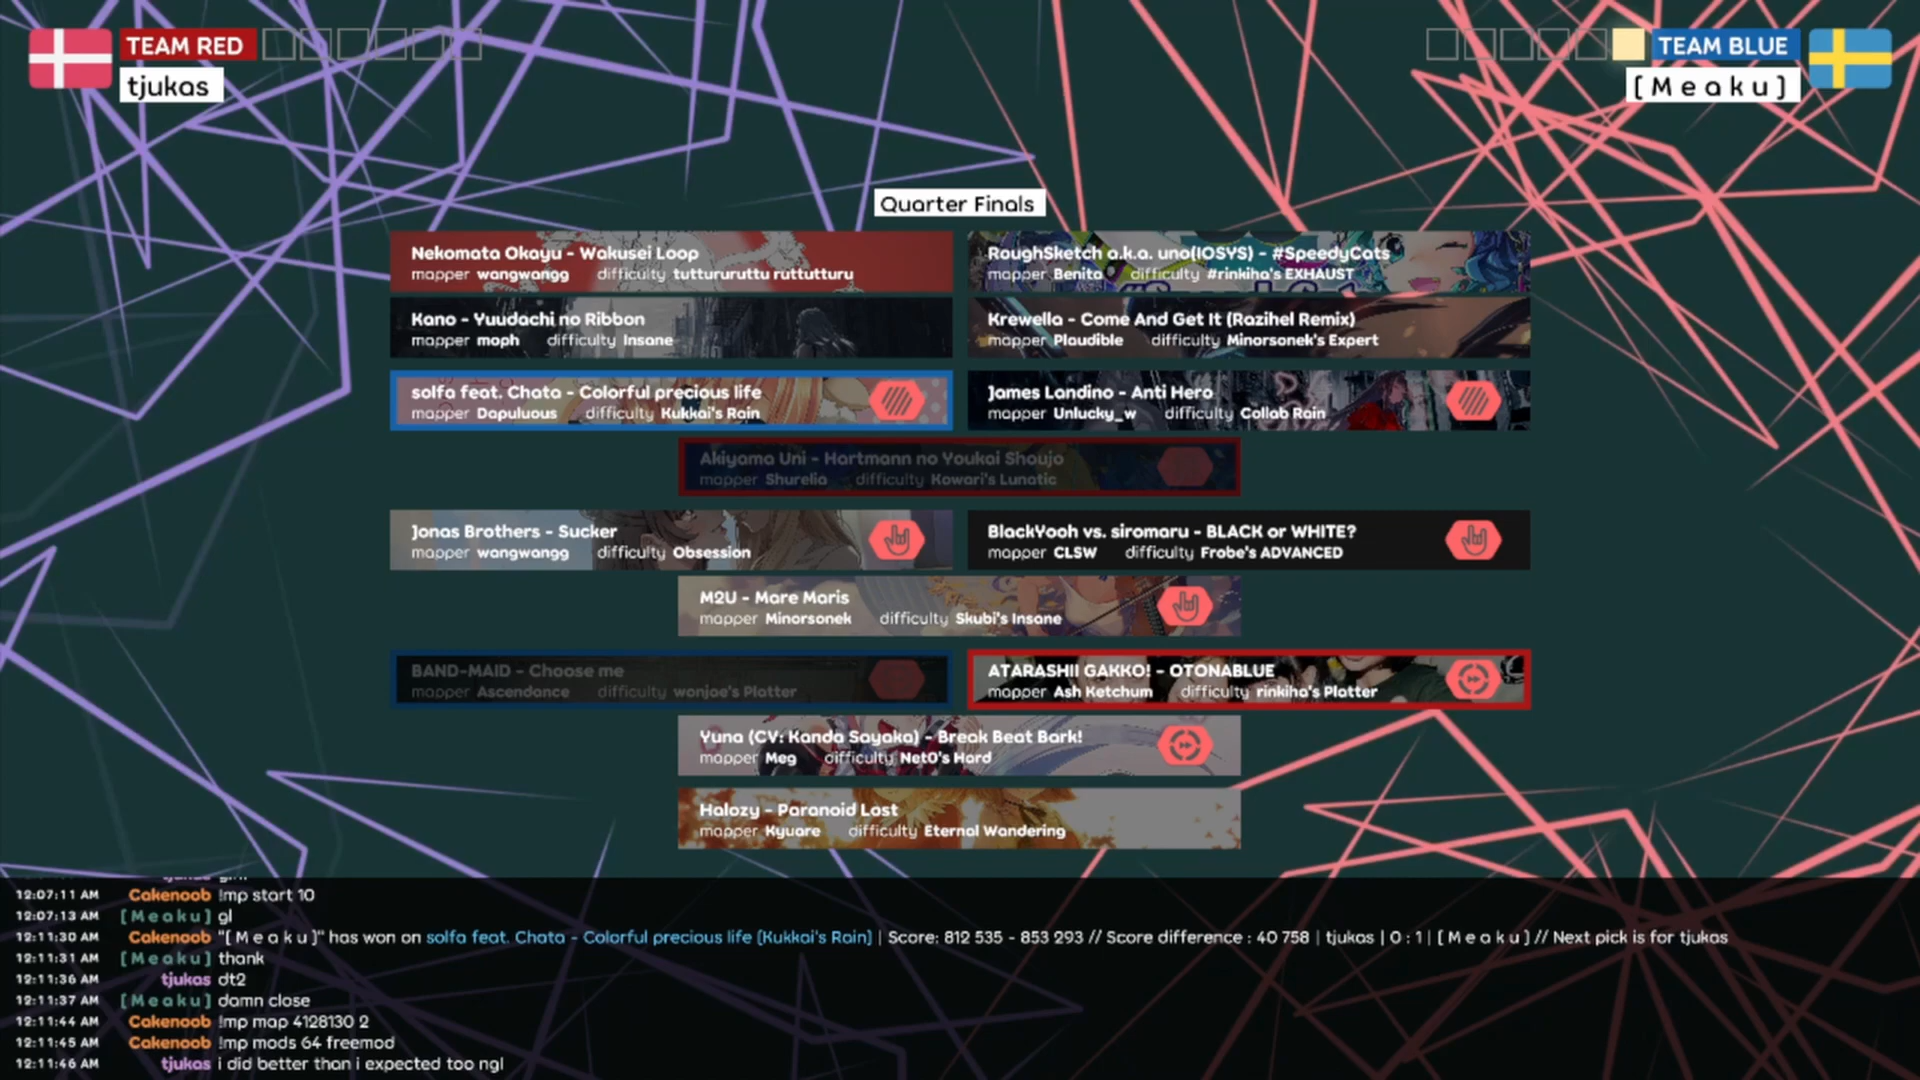 TEAM RED
tjukas
TEAM BLUE
[ M e a k u ]
Quarter Finals
Nekomata Okayu - Wakusei Loop
mapper wangwangg difficulty tuttururuttu ruttutturu
RoughSketch a.k.a. uno(IOSYS) - #SpeedyCats
mapper Benita difficulty #rinkiha's EXHAUST
Kano - Yuudachi no Ribbon
mapper moph difficulty Insane
Krewella - Come And Get It (Razihel Remix)
mapper Plaudible difficulty Minorsonek's Expert
solfa feat. Chata - Colorful precious life
mapper Dapuluous difficulty Kukkai's Rain
James Landino - Anti Hero
mapper Unlucky_w difficulty Collab Rain
Akiyama Uni - Hartmann no Youkai Shoujo
mapper Shurelia difficulty Kowari's Lunatic
Jonas Brothers - Sucker
mapper wangwangg difficulty Obsession
BlackYooh vs. siromaru - BLACK or WHITE?
mapper CLSW difficulty Frobe's ADVANCED
M2U - Mare Maris
mapper Minorsonek difficulty Skubi's Insane
BAND-MAID - Choose me
mapper Ascendance difficulty wonjae's Platter
ATARASHII GAKKO! - OTONABLUE
mapper Ash Ketchum difficulty rinkiha's Platter
Yuna (CV: Kanda Sayaka) - Break Beat Bark!
mapper Meg difficulty Net0's Hard
Halozy - Paranoid Lost
mapper Kyuare difficulty Eternal Wandering
12:07:11 AM Cakenoob !mp start 10
12:07:13 AM [ M e a k u ] gl
12:11:30 AM Cakenoob "[ M e a k u ]" has won on solfa feat. Chata - Colorful precious life [Kukkai's Rain] | Score: 812 535 - 853 293 // Score difference : 40 758 | tjukas | 0 : 1 | [ M e a k u ] // Next pick is for tjukas
12:11:31 AM [ M e a k u ] thank
12:11:36 AM tjukas dt2
12:11:37 AM [ M e a k u ] damn close
12:11:44 AM Cakenoob !mp map 4128130 2
12:11:45 AM Cakenoob !mp mods 64 freemod
12:11:46 AM tjukas i did better than i expected too ngl